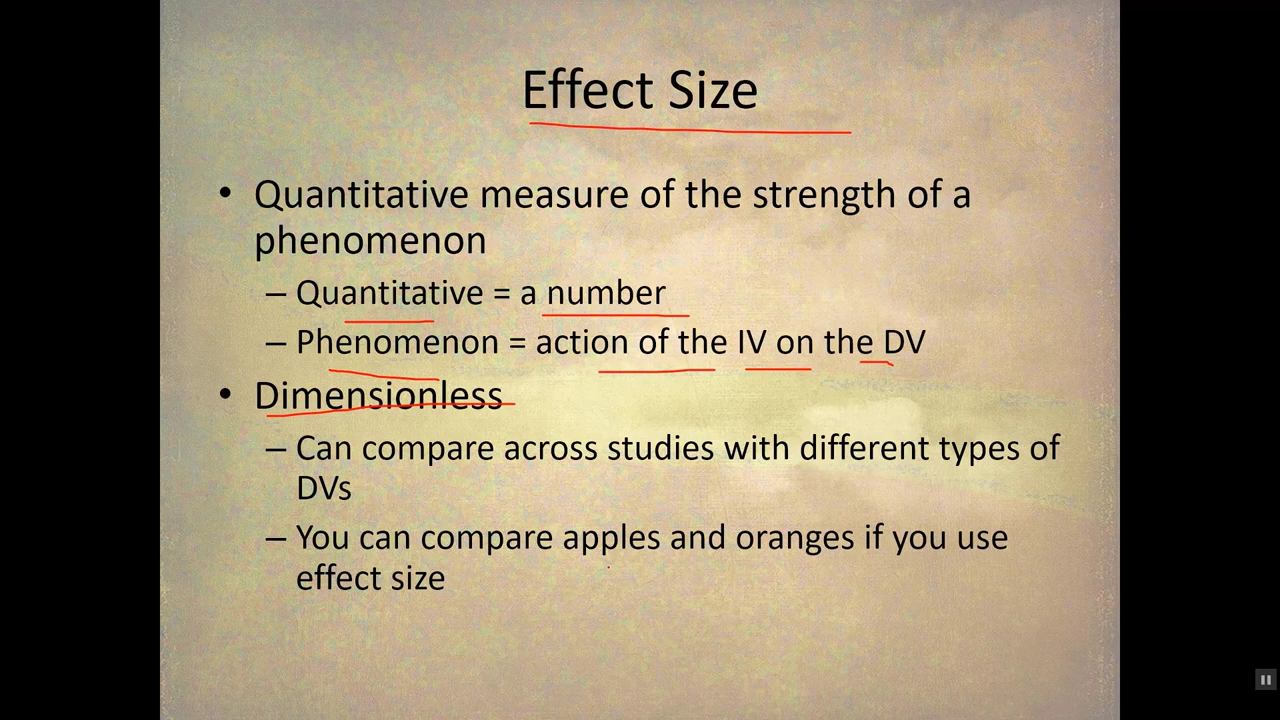 Effect Size
• Quantitative measure of the strength of a
phenomenon
– Quantitative = a number
– Phenomenon = action of the IV on the DV
• Dimensionless
– Can compare across studies with different types of
DVs
– You can compare apples and oranges if you use
effect size